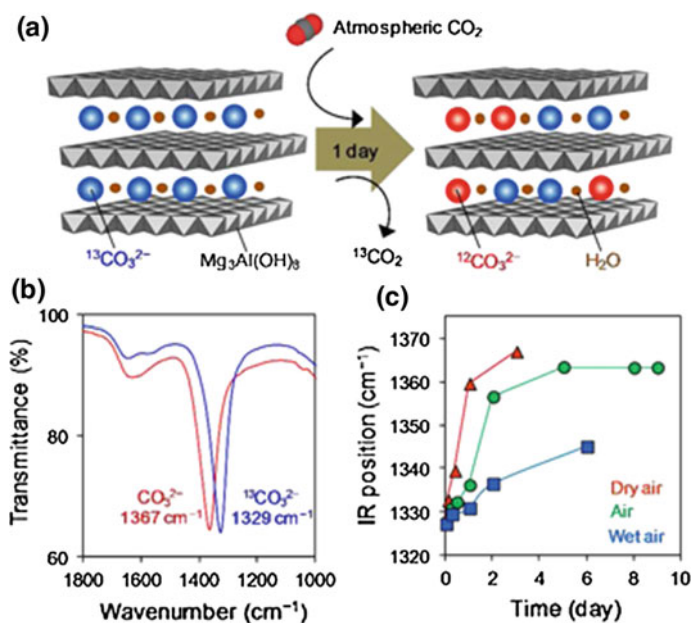 (a)
Atmospheric CO₂
1 day
¹³CO₃²⁻
Mg₃Al(OH)₈
¹³CO₂
¹²CO₃²⁻
H₂O
(b)
100
80
60
Transmittance (%)
CO₃²⁻
1367 cm⁻¹
¹³CO₃²⁻
1329 cm⁻¹
1800
1600
1400
1200
1000
Wavenumber (cm⁻¹)
(c)
1370
1360
1350
1340
1330
1320
IR position (cm⁻¹)
Dry air
Air
Wet air
0
2
4
6
8
10
Time (day)